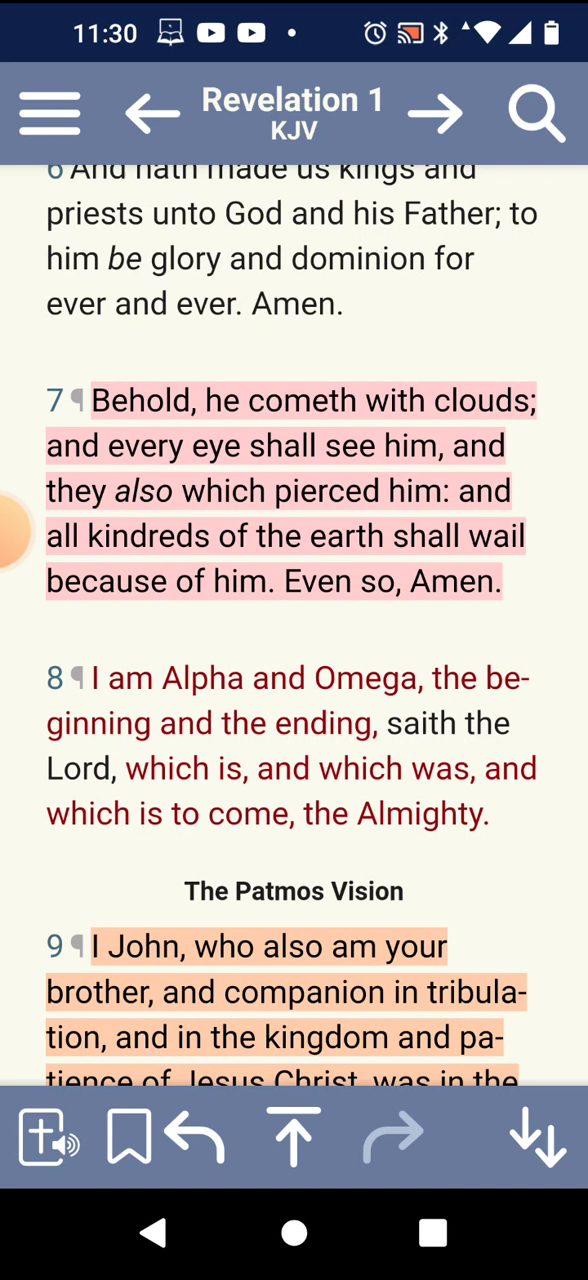 11:30
Revelation 1
KJV
6 And hath made us kings and
priests unto God and his Father; to
him be glory and dominion for
ever and ever. Amen.
7 ¶ Behold, he cometh with clouds;
and every eye shall see him, and
they also which pierced him: and
all kindreds of the earth shall wail
because of him. Even so, Amen.
8 ¶ I am Alpha and Omega, the be-
ginning and the ending, saith the
Lord, which is, and which was, and
which is to come, the Almighty.
The Patmos Vision
9 ¶ I John, who also am your
brother, and companion in tribula-
tion, and in the kingdom and pa-
tience of Jesus Christ, was in the